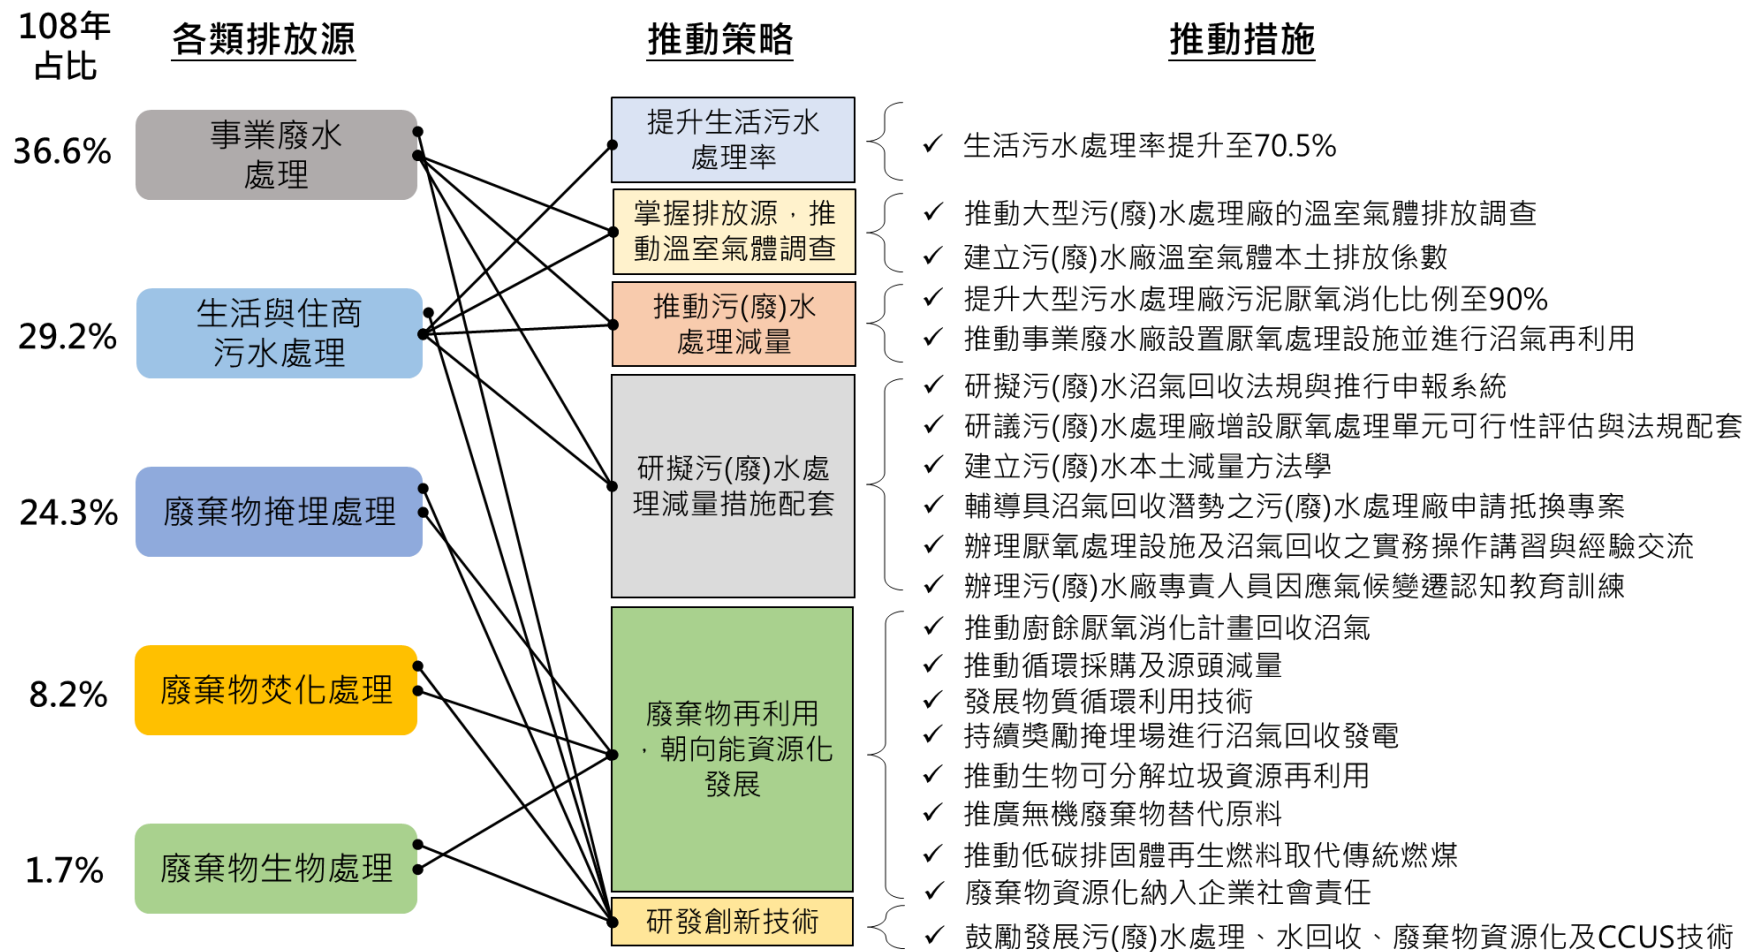 108年
占比
各類排放源
推動策略
推動措施
36.6%
事業廢水
處理
29.2%
生活與住商
污水處理
24.3%
廢棄物掩埋處理
8.2%
廢棄物焚化處理
1.7%
廢棄物生物處理
提升生活污水
處理率
掌握排放源，推
動溫室氣體調查
推動污(廢)水
處理減量
研擬污(廢)水處
理減量措施配套
廢棄物再利用
，朝向能資源化
發展
研發創新技術
✓ 生活污水處理率提升至70.5%
✓ 推動大型污(廢)水處理廠的溫室氣體排放調查
✓ 建立污(廢)水廠溫室氣體本土排放係數
✓ 提升大型污水處理廠污泥厭氧消化比例至90%
✓ 推動事業廢水廠設置厭氧處理設施並進行沼氣再利用
✓ 研擬污(廢)水沼氣回收法規與推行申報系統
✓ 研議污(廢)水處理廠增設厭氧處理單元可行性評估與法規配套
✓ 建立污(廢)水本土減量方法學
✓ 輔導具沼氣回收潛勢之污(廢)水處理廠申請抵換專案
✓ 辦理厭氧處理設施及沼氣回收之實務操作講習與經驗交流
✓ 辦理污(廢)水廠專責人員因應氣候變遷認知教育訓練
✓ 推動廚餘厭氧消化計畫回收沼氣
✓ 推動循環採購及源頭減量
✓ 發展物質循環利用技術
✓ 持續獎勵掩埋場進行沼氣回收發電
✓ 推動生物可分解垃圾資源再利用
✓ 推廣無機廢棄物替代原料
✓ 推動低碳排固體再生燃料取代傳統燃煤
✓ 廢棄物資源化納入企業社會責任
✓ 鼓勵發展污(廢)水處理、水回收、廢棄物資源化及CCUS技術